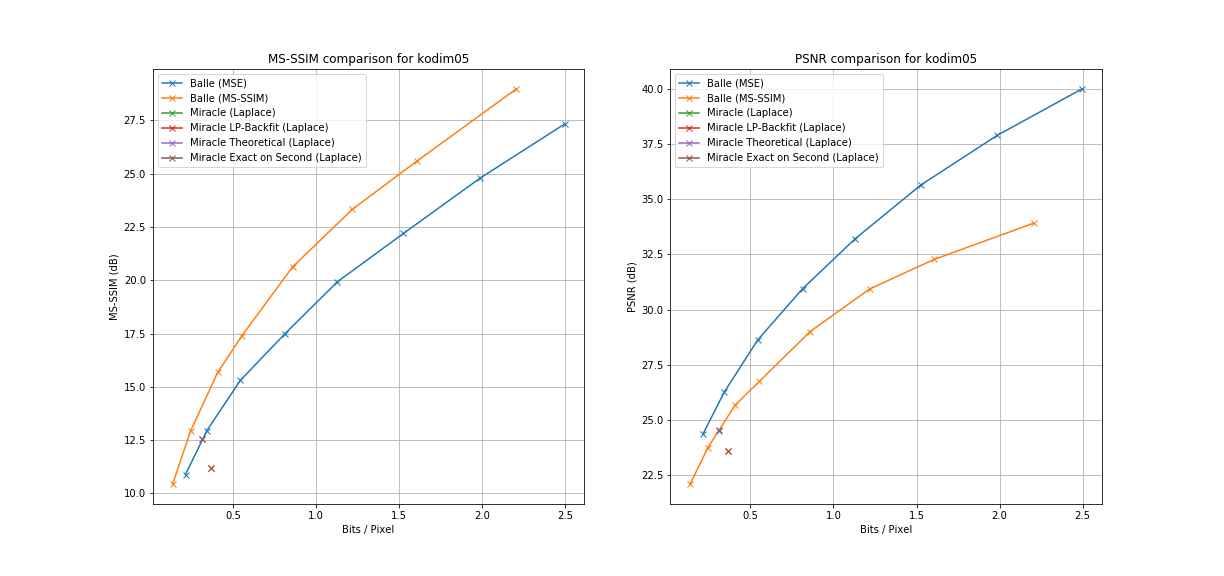 MS-SSIM comparison for kodim05
Balle (MSE)
Balle (MS-SSIM)
Miracle (Laplace)
Miracle LP-Backfit (Laplace)
Miracle Theoretical (Laplace)
Miracle Exact on Second (Laplace)
27.5
25.0
22.5
20.0
17.5
15.0
12.5
10.0
MS-SSIM (dB)
0.5 1.0 1.5 2.0 2.5
Bits / Pixel
PSNR comparison for kodim05
Balle (MSE)
Balle (MS-SSIM)
Miracle (Laplace)
Miracle LP-Backfit (Laplace)
Miracle Theoretical (Laplace)
Miracle Exact on Second (Laplace)
40.0
37.5
35.0
32.5
30.0
27.5
25.0
22.5
PSNR (dB)
0.5 1.0 1.5 2.0 2.5
Bits / Pixel